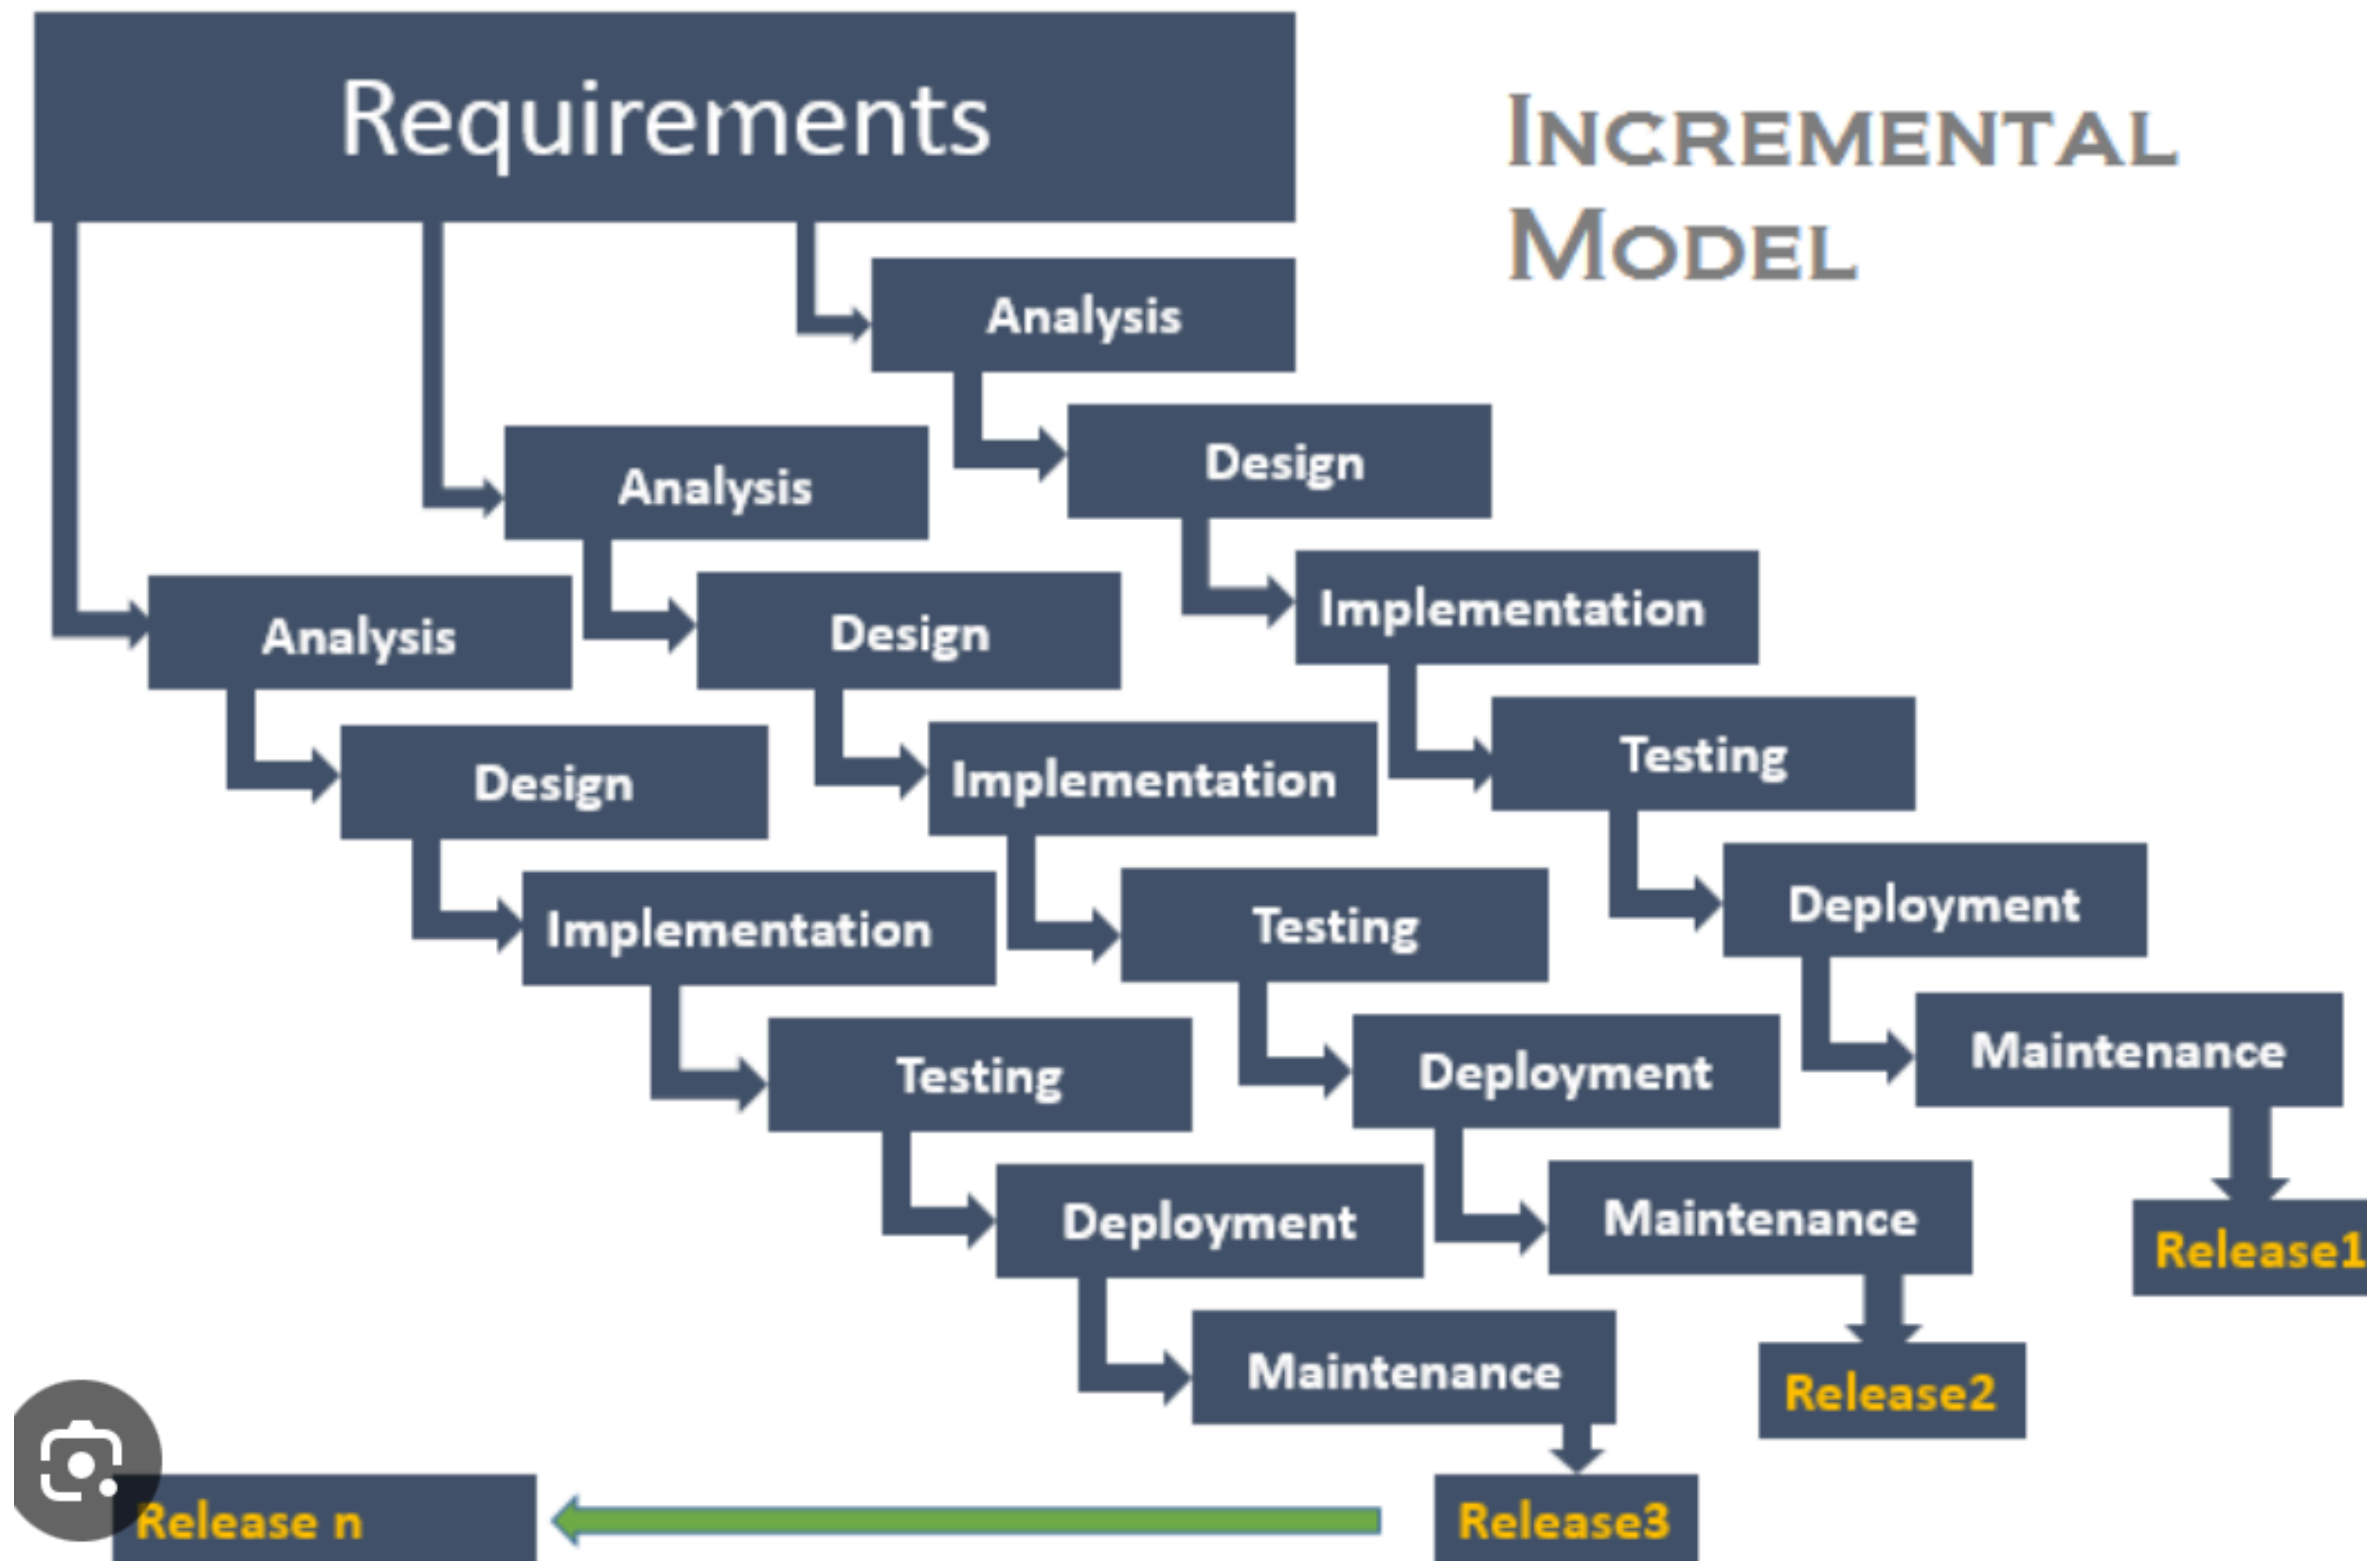 Requirements
INCREMENTAL
MODEL
Analysis
Design
Implementation
Testing
Deployment
Maintenance
Release1
Analysis
Design
Implementation
Testing
Deployment
Maintenance
Release2
Analysis
Design
Implementation
Testing
Deployment
Maintenance
Release3
Release n